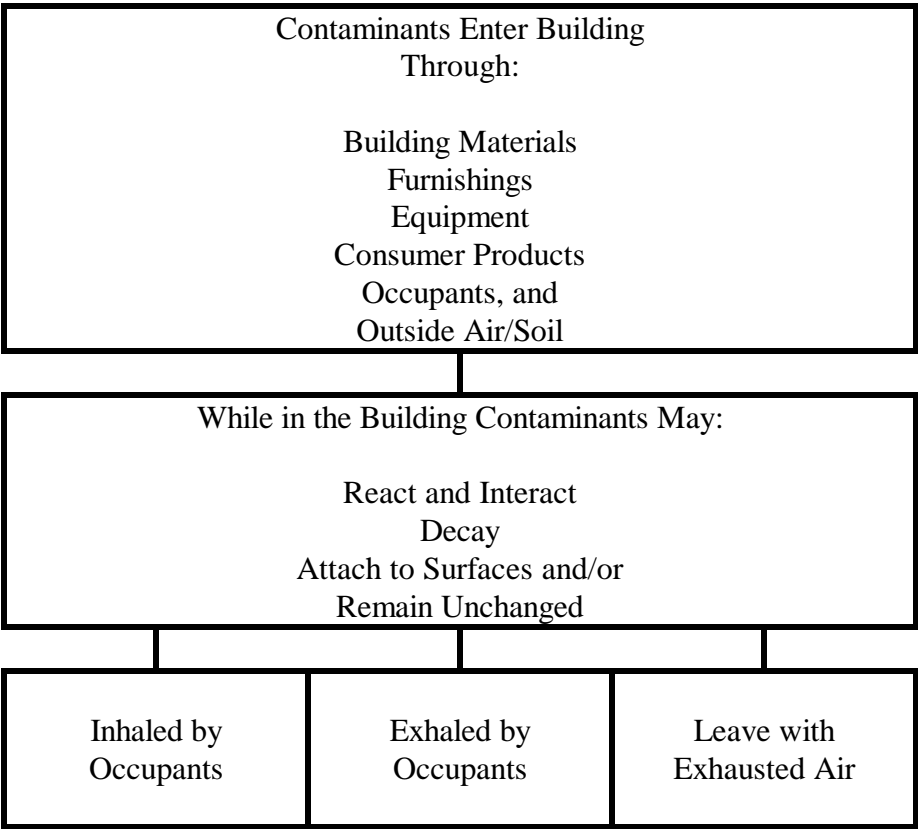 Contaminants Enter Building
Through:
Building Materials
Furnishings
Equipment
Consumer Products
Occupants, and
Outside Air/Soil
While in the Building Contaminants May:
React and Interact
Decay
Attach to Surfaces and/or
Remain Unchanged
Inhaled by
Occupants
Exhaled by
Occupants
Leave with
Exhausted Air